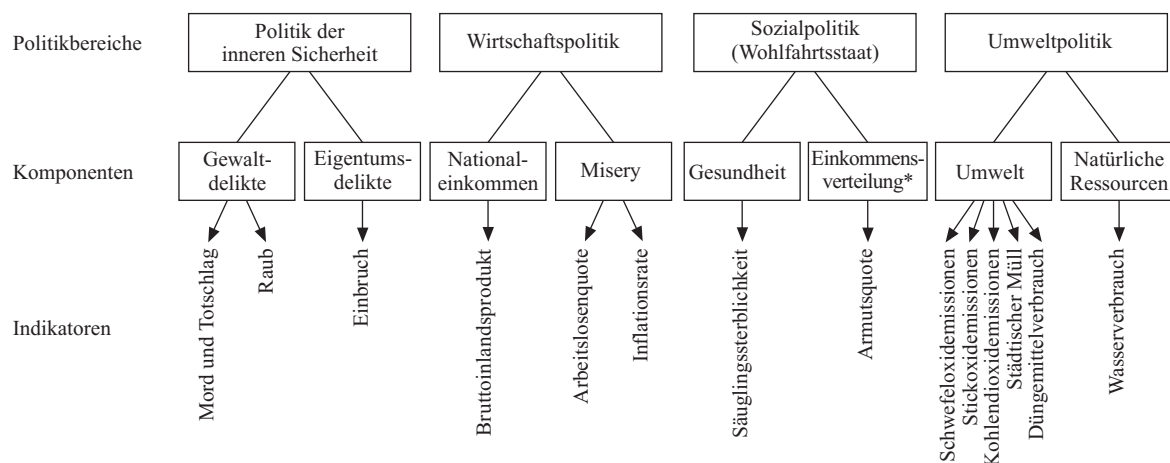 Politikbereiche
Politik der
inneren Sicherheit
Wirtschaftspolitik
Sozialpolitik
(Wohlfahrtsstaat)
Umweltpolitik
Komponenten
Gewalt-
delikte
Eigentums-
delikte
National-
einkommen
Misery
Gesundheit
Einkommens-
verteilung*
Umwelt
Natürliche
Ressourcen
Indikatoren
Mord und Totschlag
Raub
Einbruch
Bruttoinlandsprodukt
Arbeitslosenquote
Inflationsrate
Säuglingssterblichkeit
Armutsquote
Schwefeloxidemissionen
Stickoxidemissionen
Kohlendioxidemissionen
Städtischer Müll
Düngemittelverbrauch
Wasserverbrauch